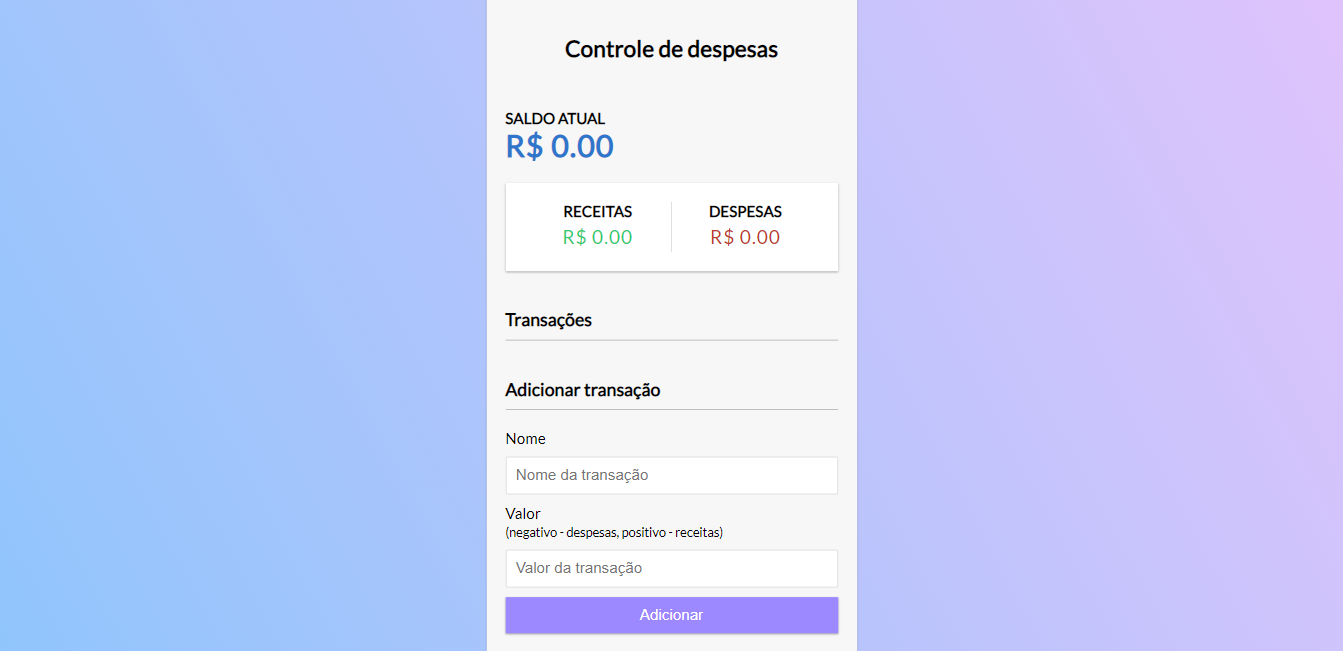 Controle de despesas
SALDO ATUAL
R$ 0.00
RECEITAS
R$ 0.00
DESPESAS
R$ 0.00
Transações
Adicionar transação
Nome
Nome da transação
Valor
(negativo - despesas, positivo - receitas)
Valor da transação
Adicionar